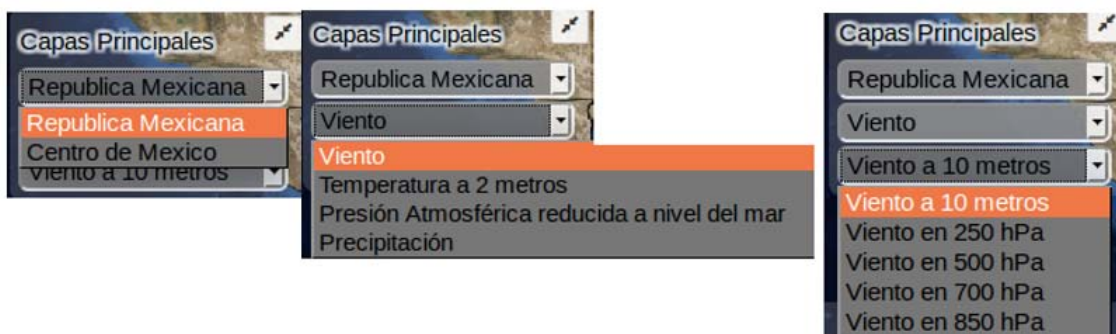 Capas Principales
Republica Mexicana
Republica Mexicana
Centro de Mexico
Viento a 10 metros
Capas Principales
Republica Mexicana
Viento
Viento
Temperatura a 2 metros
Presión Atmosférica reducida a nivel del mar
Precipitación
Capas Principales
Republica Mexicana
Viento
Viento a 10 metros
Viento a 10 metros
Viento en 250 hPa
Viento en 500 hPa
Viento en 700 hPa
Viento en 850 hPa